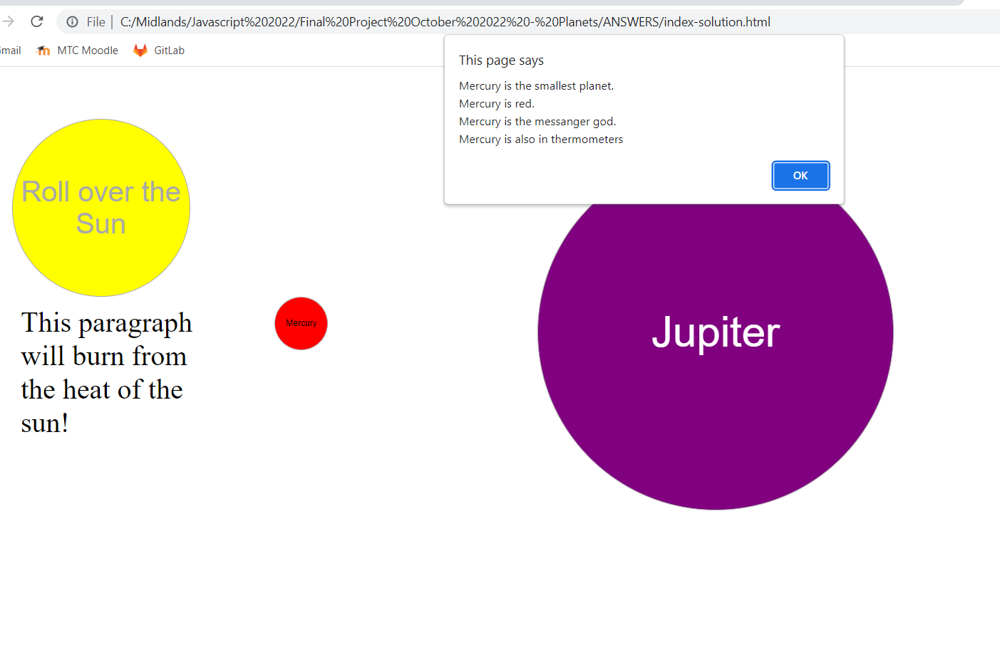 File | C:/Midlands/Javascript%202022/Final%20Project%20October%202022%20-%20Planets/ANSWERS/index-solution.html
mail MTC Moodle GitLab
This page says
Mercury is the smallest planet.
Mercury is red.
Mercury is the messanger god.
Mercury is also in thermometers
OK
Roll over the
Sun
This paragraph
will burn from
the heat of the
sun!
Mercury
Jupiter